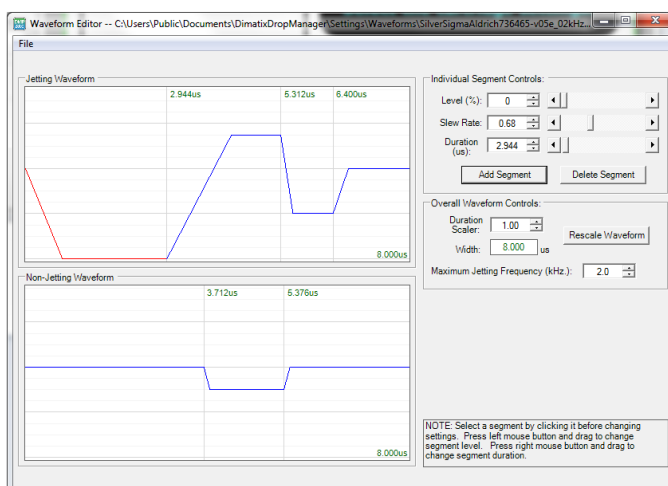 Waveform Editor -- C:\Users\Public\Documents\DimatixDropManager\Settings\Waveforms\SilverSigmaAldrich736465-v05e_02kHz...
File
Jetting Waveform
2.944us
5.312us
6.400us
8.000us
Non-Jetting Waveform
3.712us
5.376us
8.000us
Individual Segment Controls:
Level (%): 0
Slew Rate: 0.68
Duration
(us): 2.944
Add Segment
Delete Segment
Overall Waveform Controls:
Duration
Scaler: 1.00
Rescale Waveform
Width: 8.000 us
Maximum Jetting Frequency (kHz.): 2.0
NOTE: Select a segment by clicking it before changing
settings. Press left mouse button and drag to change
segment level. Press right mouse button and drag to
change segment duration.